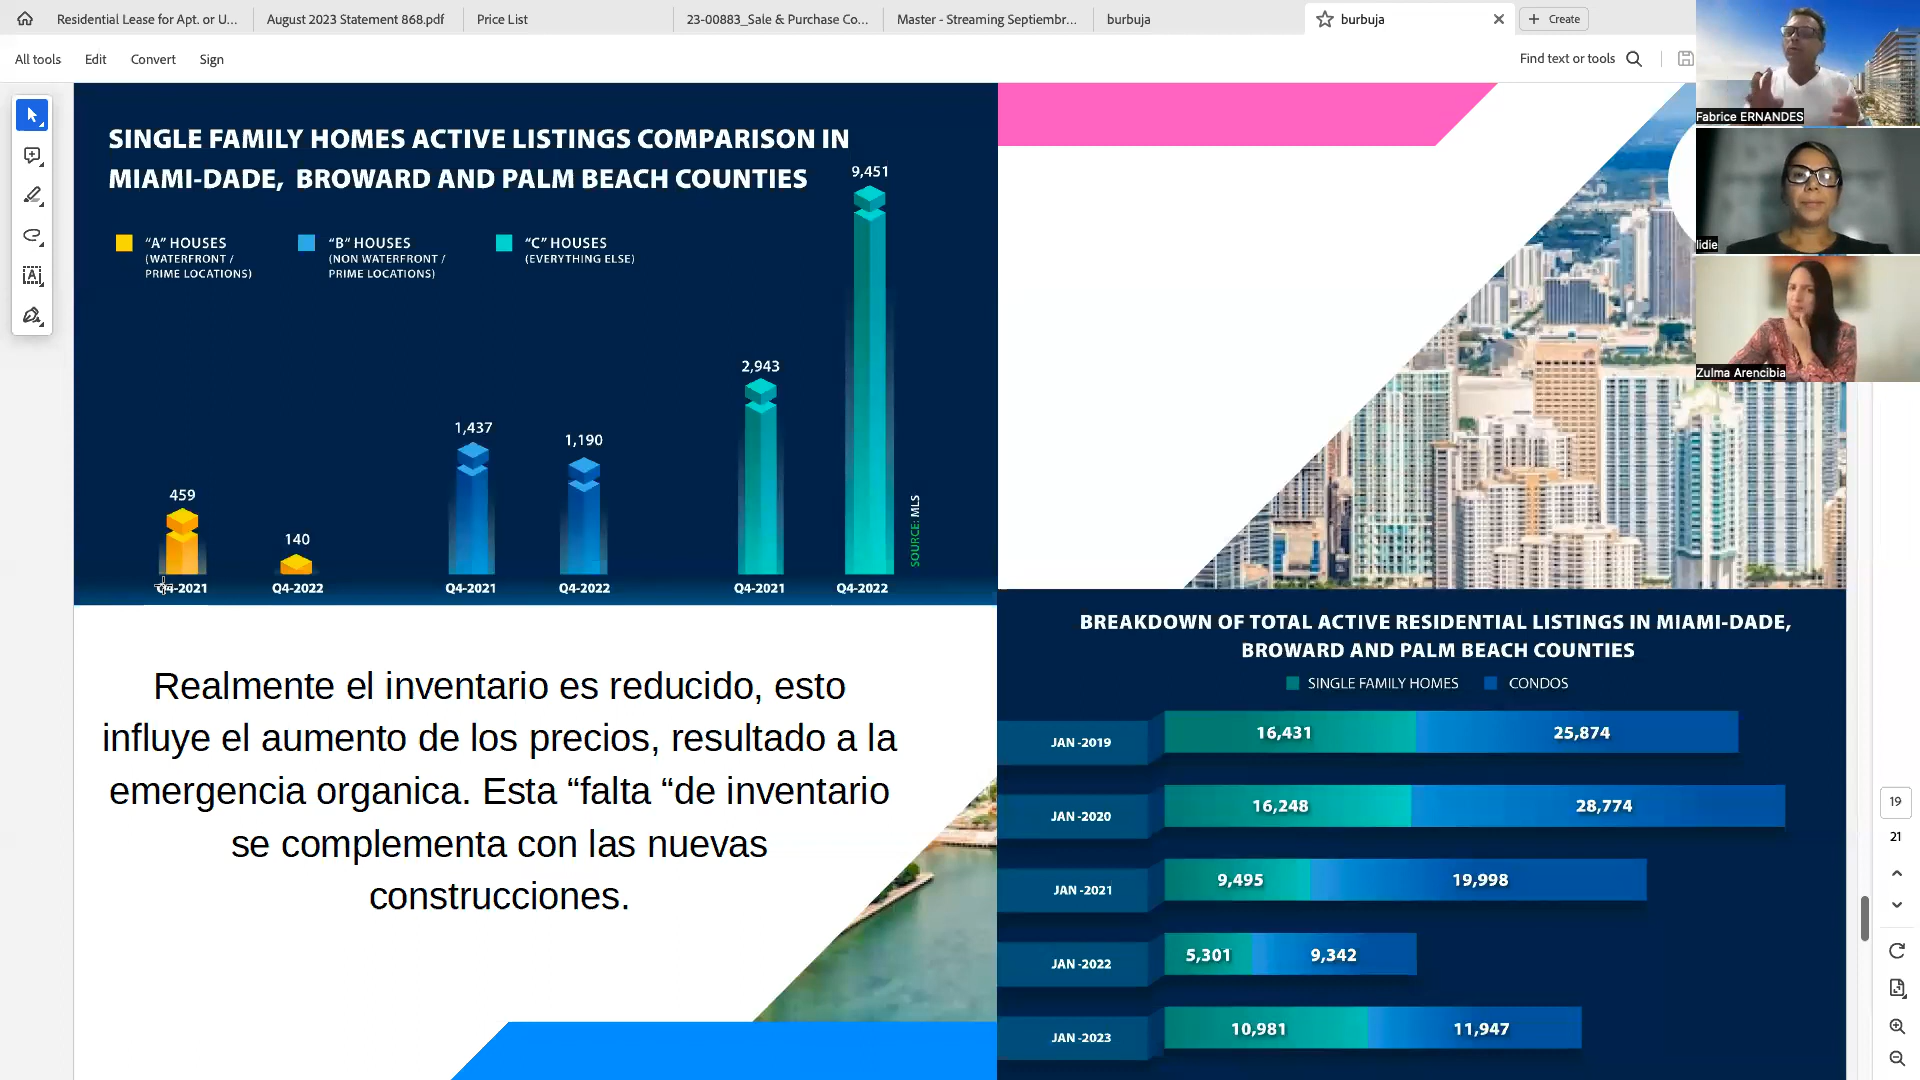 Residential Lease for Apt. or U...
August 2023 Statement 868.pdf
Price List
23-00883_Sale & Purchase Co...
Master - Streaming Septiembr...
burbuja
burbuja
Create
All tools
Edit
Convert
Sign
Find text or tools
SINGLE FAMILY HOMES ACTIVE LISTINGS COMPARISON IN
MIAMI-DADE, BROWARD AND PALM BEACH COUNTIES
"A" HOUSES
(WATERFRONT /
PRIME LOCATIONS)
"B" HOUSES
(NON WATERFRONT /
PRIME LOCATIONS)
"C" HOUSES
(EVERYTHING ELSE)
459
140
1,437
1,190
2,943
9,451
Q4-2021
Q4-2022
Q4-2021
Q4-2022
Q4-2021
Q4-2022
SOURCE: MLS
Realmente el inventario es reducido, esto
influye el aumento de los precios, resultado a la
emergencia organica. Esta “falta “de inventario
se complementa con las nuevas
construcciones.
BREAKDOWN OF TOTAL ACTIVE RESIDENTIAL LISTINGS IN MIAMI-DADE,
BROWARD AND PALM BEACH COUNTIES
SINGLE FAMILY HOMES
CONDOS
JAN -2019
16,431
25,874
JAN -2020
16,248
28,774
JAN -2021
9,495
19,998
JAN -2022
5,301
9,342
JAN -2023
10,981
11,947
Fabrice ERNANDES
lidie
Zulma Arencibia
19
21